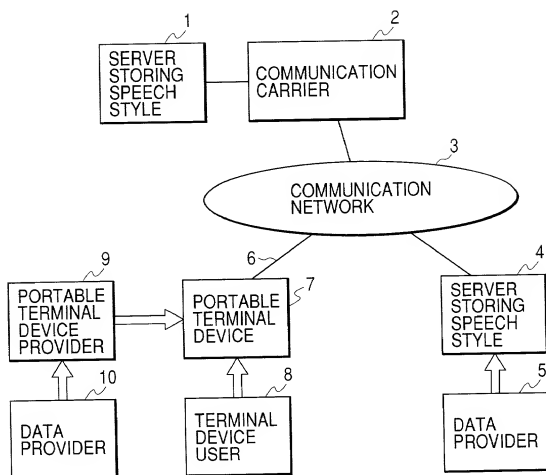 1
SERVER
STORING
SPEECH
STYLE
2
COMMUNICATION
CARRIER
3
COMMUNICATION
NETWORK
6
9
PORTABLE
TERMINAL
DEVICE
PROVIDER
7
PORTABLE
TERMINAL
DEVICE
4
SERVER
STORING
SPEECH
STYLE
10
DATA
PROVIDER
8
TERMINAL
DEVICE
USER
5
DATA
PROVIDER